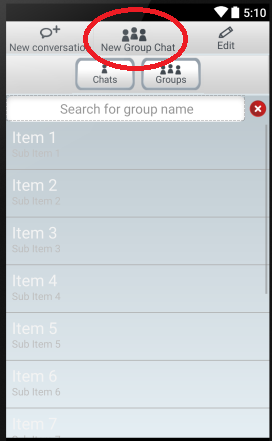 5:10
New conversatio
New Group Chat
Edit
Chats
Groups
Search for group name
Item 1
Sub Item 1
Item 2
Sub Item 2
Item 3
Sub Item 3
Item 4
Sub Item 4
Item 5
Sub Item 5
Item 6
Sub Item 6
Item 7